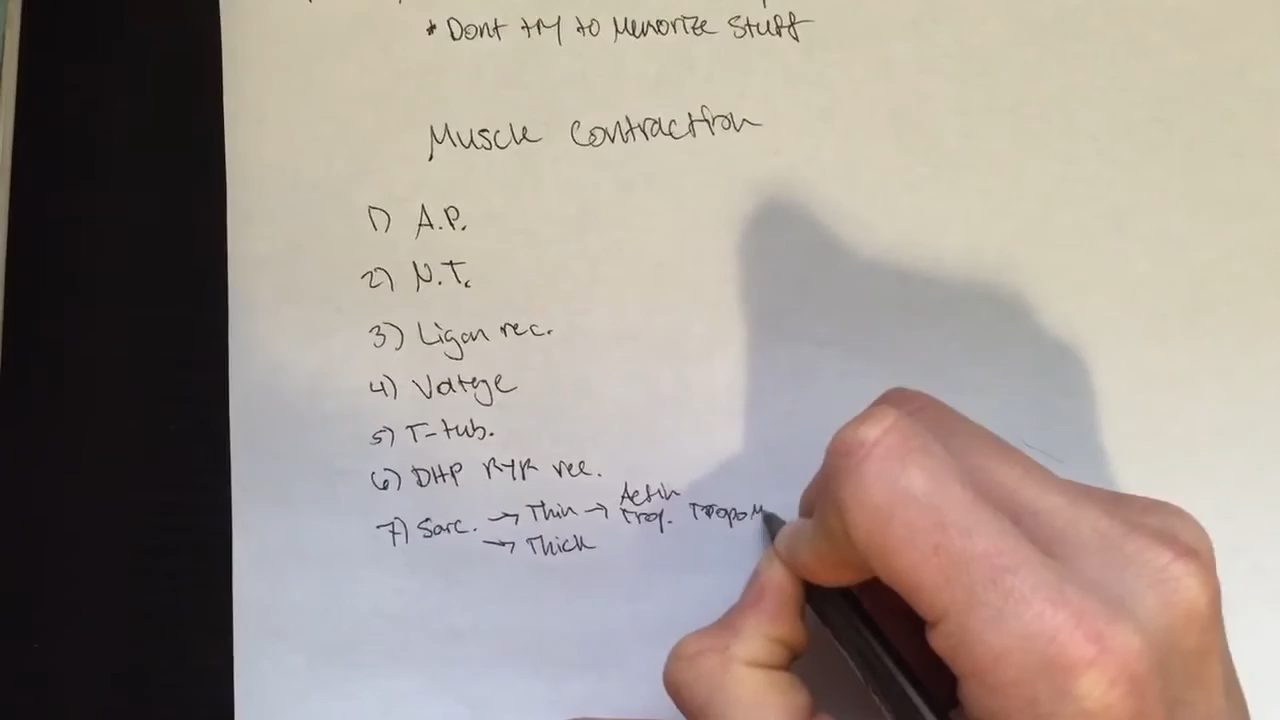 * Dont try to Memorize Stuff
Muscle Contraction
1) A.P.
2) N.T.
3) Ligan rec.
4) Voltege
5) T-tub.
6) DHP RYR rec.
7) Sarc. → Thin → Actin
Trop. TropoM
→ Thick